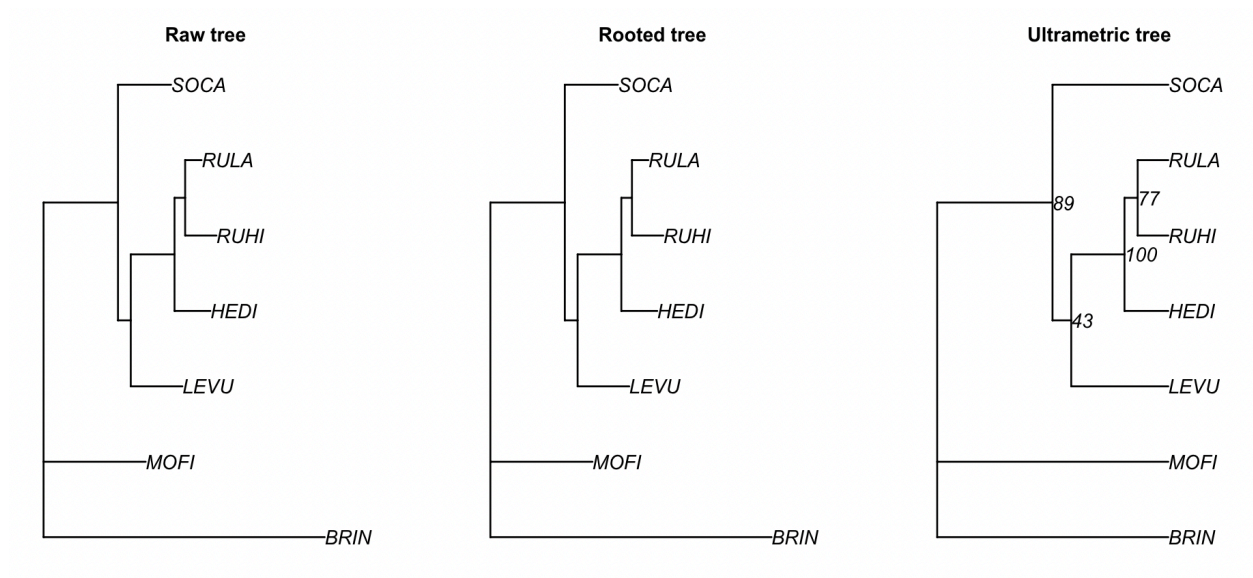 Raw tree
SOCA
RULA
RUHI
HEDI
LEVU
MOFI
BRIN
Rooted tree
SOCA
RULA
RUHI
HEDI
LEVU
MOFI
BRIN
Ultrametric tree
SOCA
RULA
77
89
RUHI
100
HEDI
43
LEVU
MOFI
BRIN